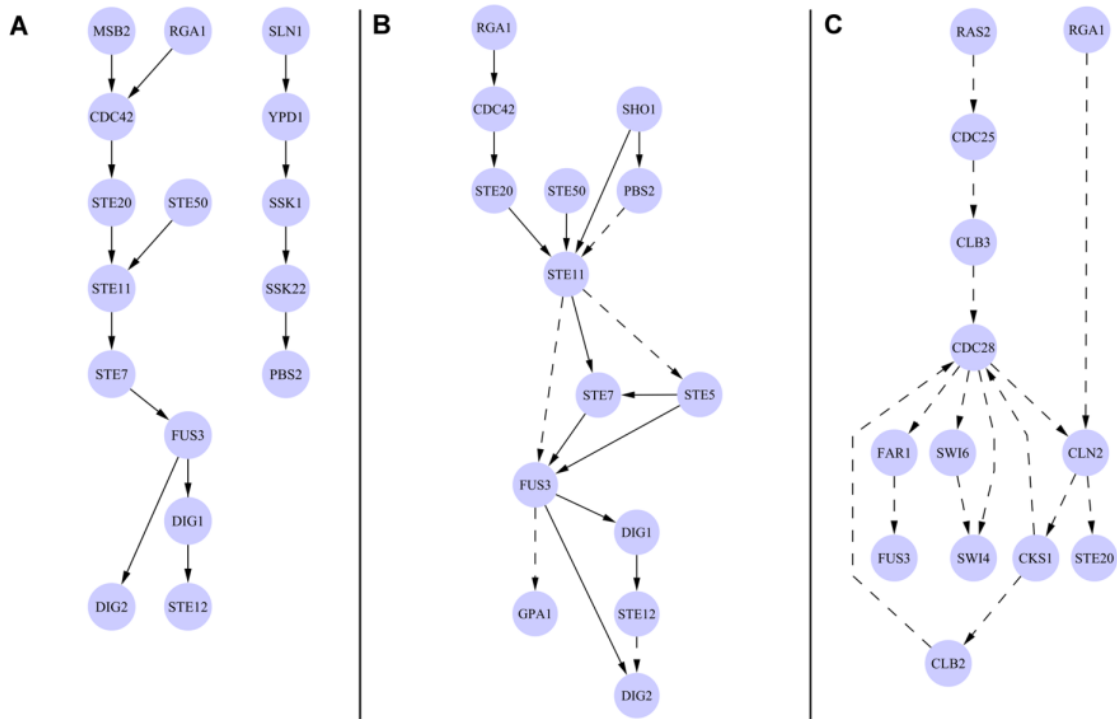 A
MSB2
RGA1
SLN1
CDC42
YPD1
STE20
STE50
SSK1
STE11
SSK22
STE7
PBS2
FUS3
DIG1
DIG2
STE12
B
RGA1
CDC42
SHO1
STE20
STE50
PBS2
STE11
STE7
STE5
FUS3
DIG1
GPA1
STE12
DIG2
C
RAS2
RGA1
CDC25
CLB3
CDC28
FAR1
SWI6
CLN2
FUS3
SWI4
CKS1
STE20
CLB2